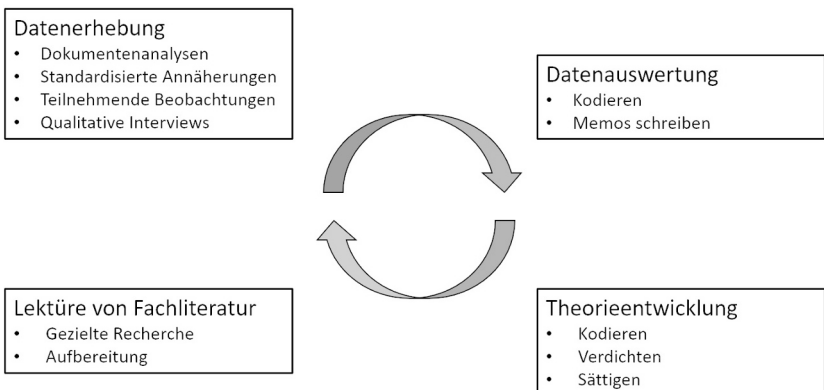 Datenerhebung
• Dokumentenanalysen
• Standardisierte Annäherungen
• Teilnehmende Beobachtungen
• Qualitative Interviews
Datenauswertung
• Kodieren
• Memos schreiben
Lektüre von Fachliteratur
• Gezielte Recherche
• Aufbereitung
Theorieentwicklung
• Kodieren
• Verdichten
• Sättigen